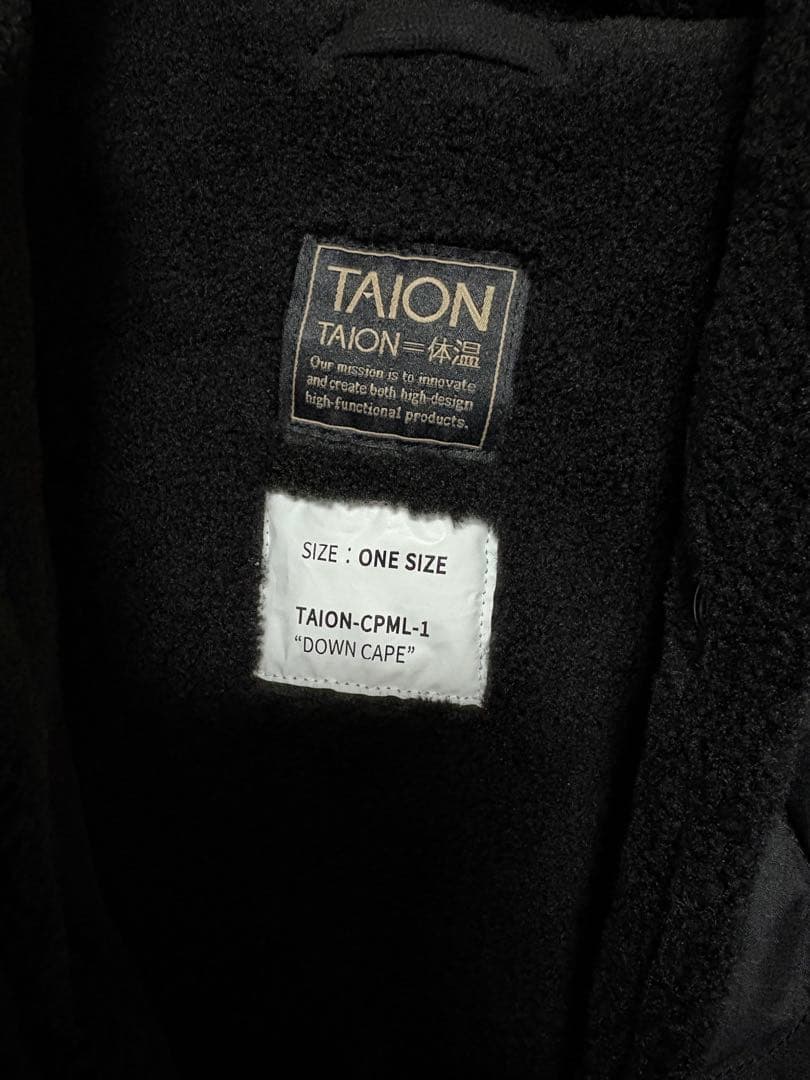 TAION
TAION=体温
Our mission is to innovate
and create both high-design
high-functional products.
SIZE : ONE SIZE
TAION-CPML-1
“DOWN CAPE”